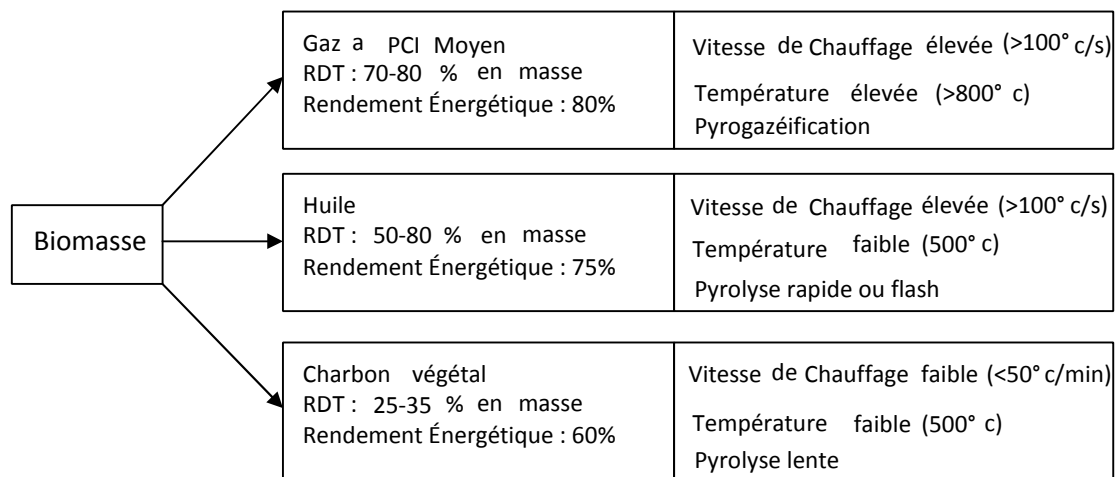 Gaz a PCI Moyen
RDT : 70-80 % en masse
Rendement Énergétique : 80%
Vitesse de Chauffage élevée (>100° c/s)
Température élevée (>800° c)
Pyrogazéification
Biomasse
Huile
RDT : 50-80 % en masse
Rendement Énergétique : 75%
Vitesse de Chauffage élevée (>100° c/s)
Température faible (500° c)
Pyrolyse rapide ou flash
Charbon végétal
RDT : 25-35 % en masse
Rendement Énergétique : 60%
Vitesse de Chauffage faible (<50° c/min)
Température faible (500° c)
Pyrolyse lente